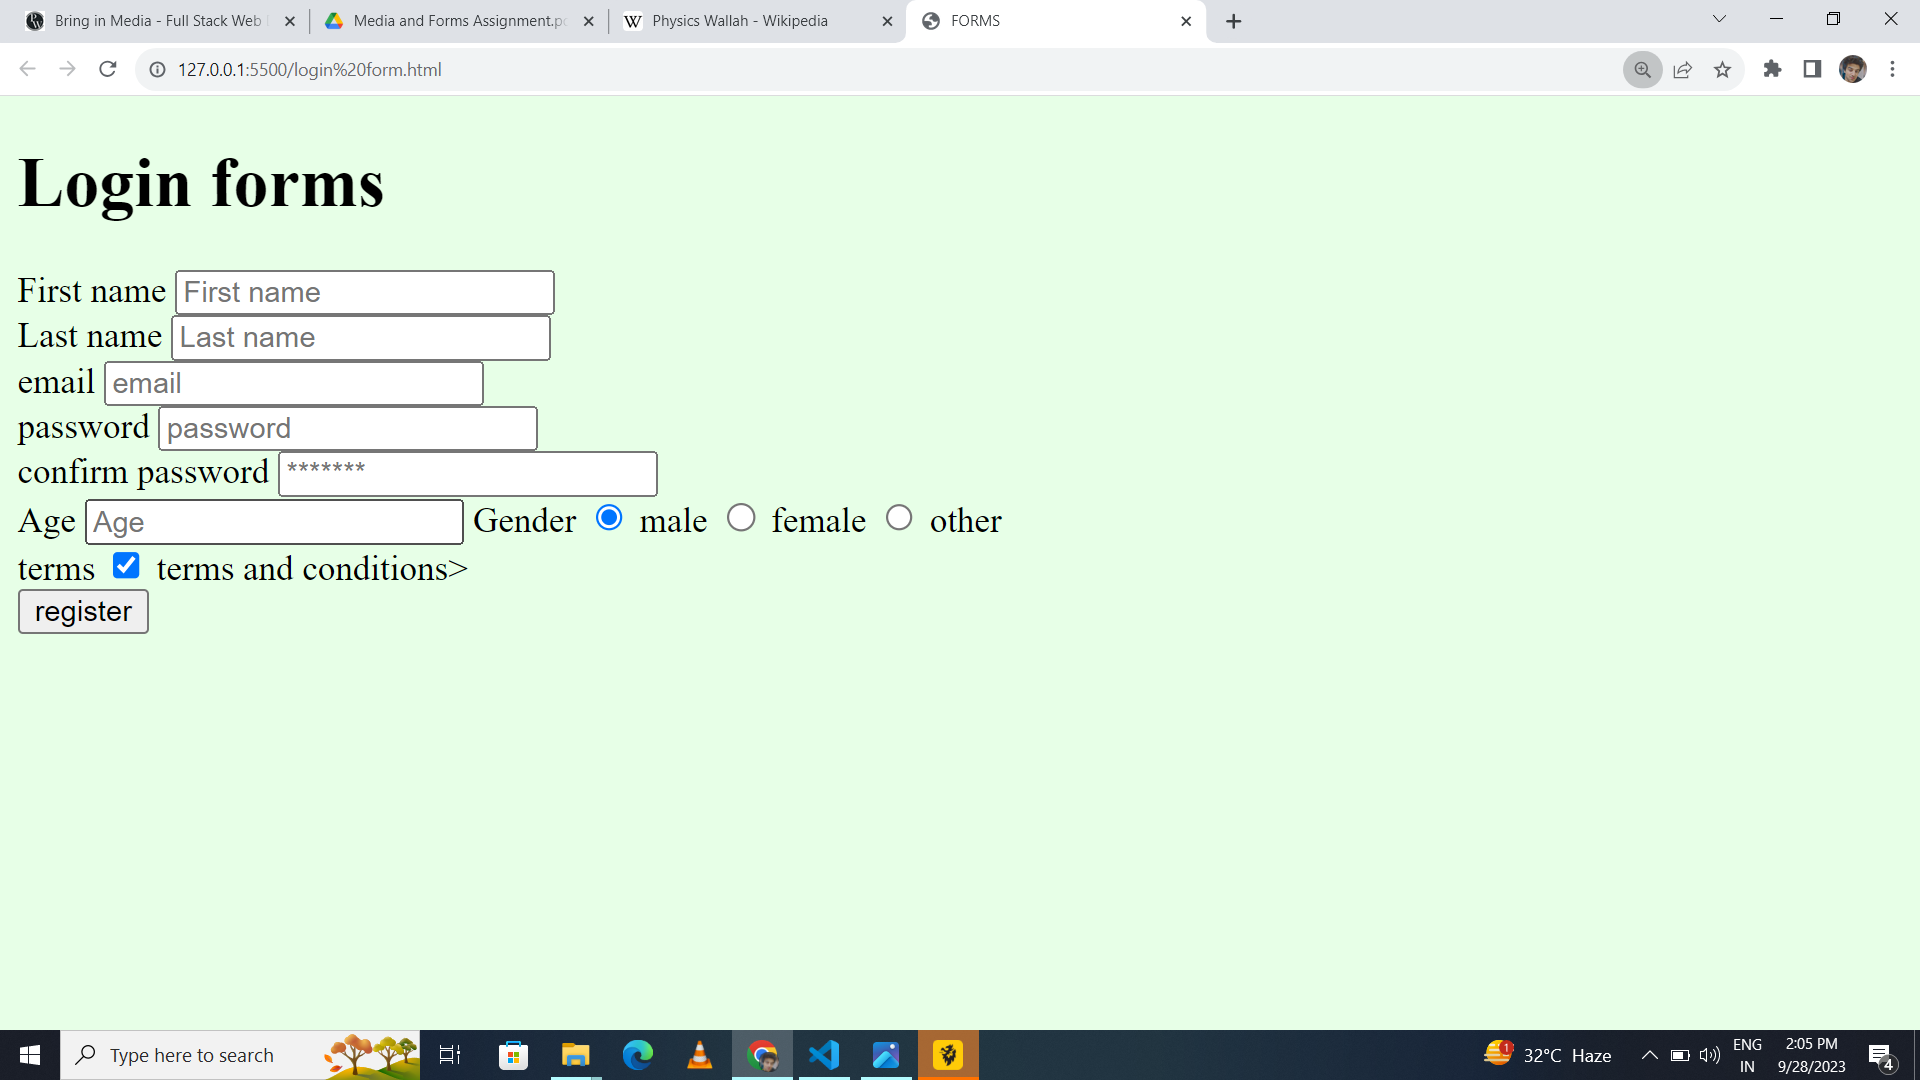 Bring in Media - Full Stack Web
Media and Forms Assignment.pd
Physics Wallah - Wikipedia
FORMS
127.0.0.1:5500/login%20form.html
Login forms
First name First name
Last name Last name
email email
password password
confirm password *******
Age Age Gender male female other
terms terms and conditions>
register
Type here to search
1
32°C Haze
ENG
IN
2:05 PM
9/28/2023
4